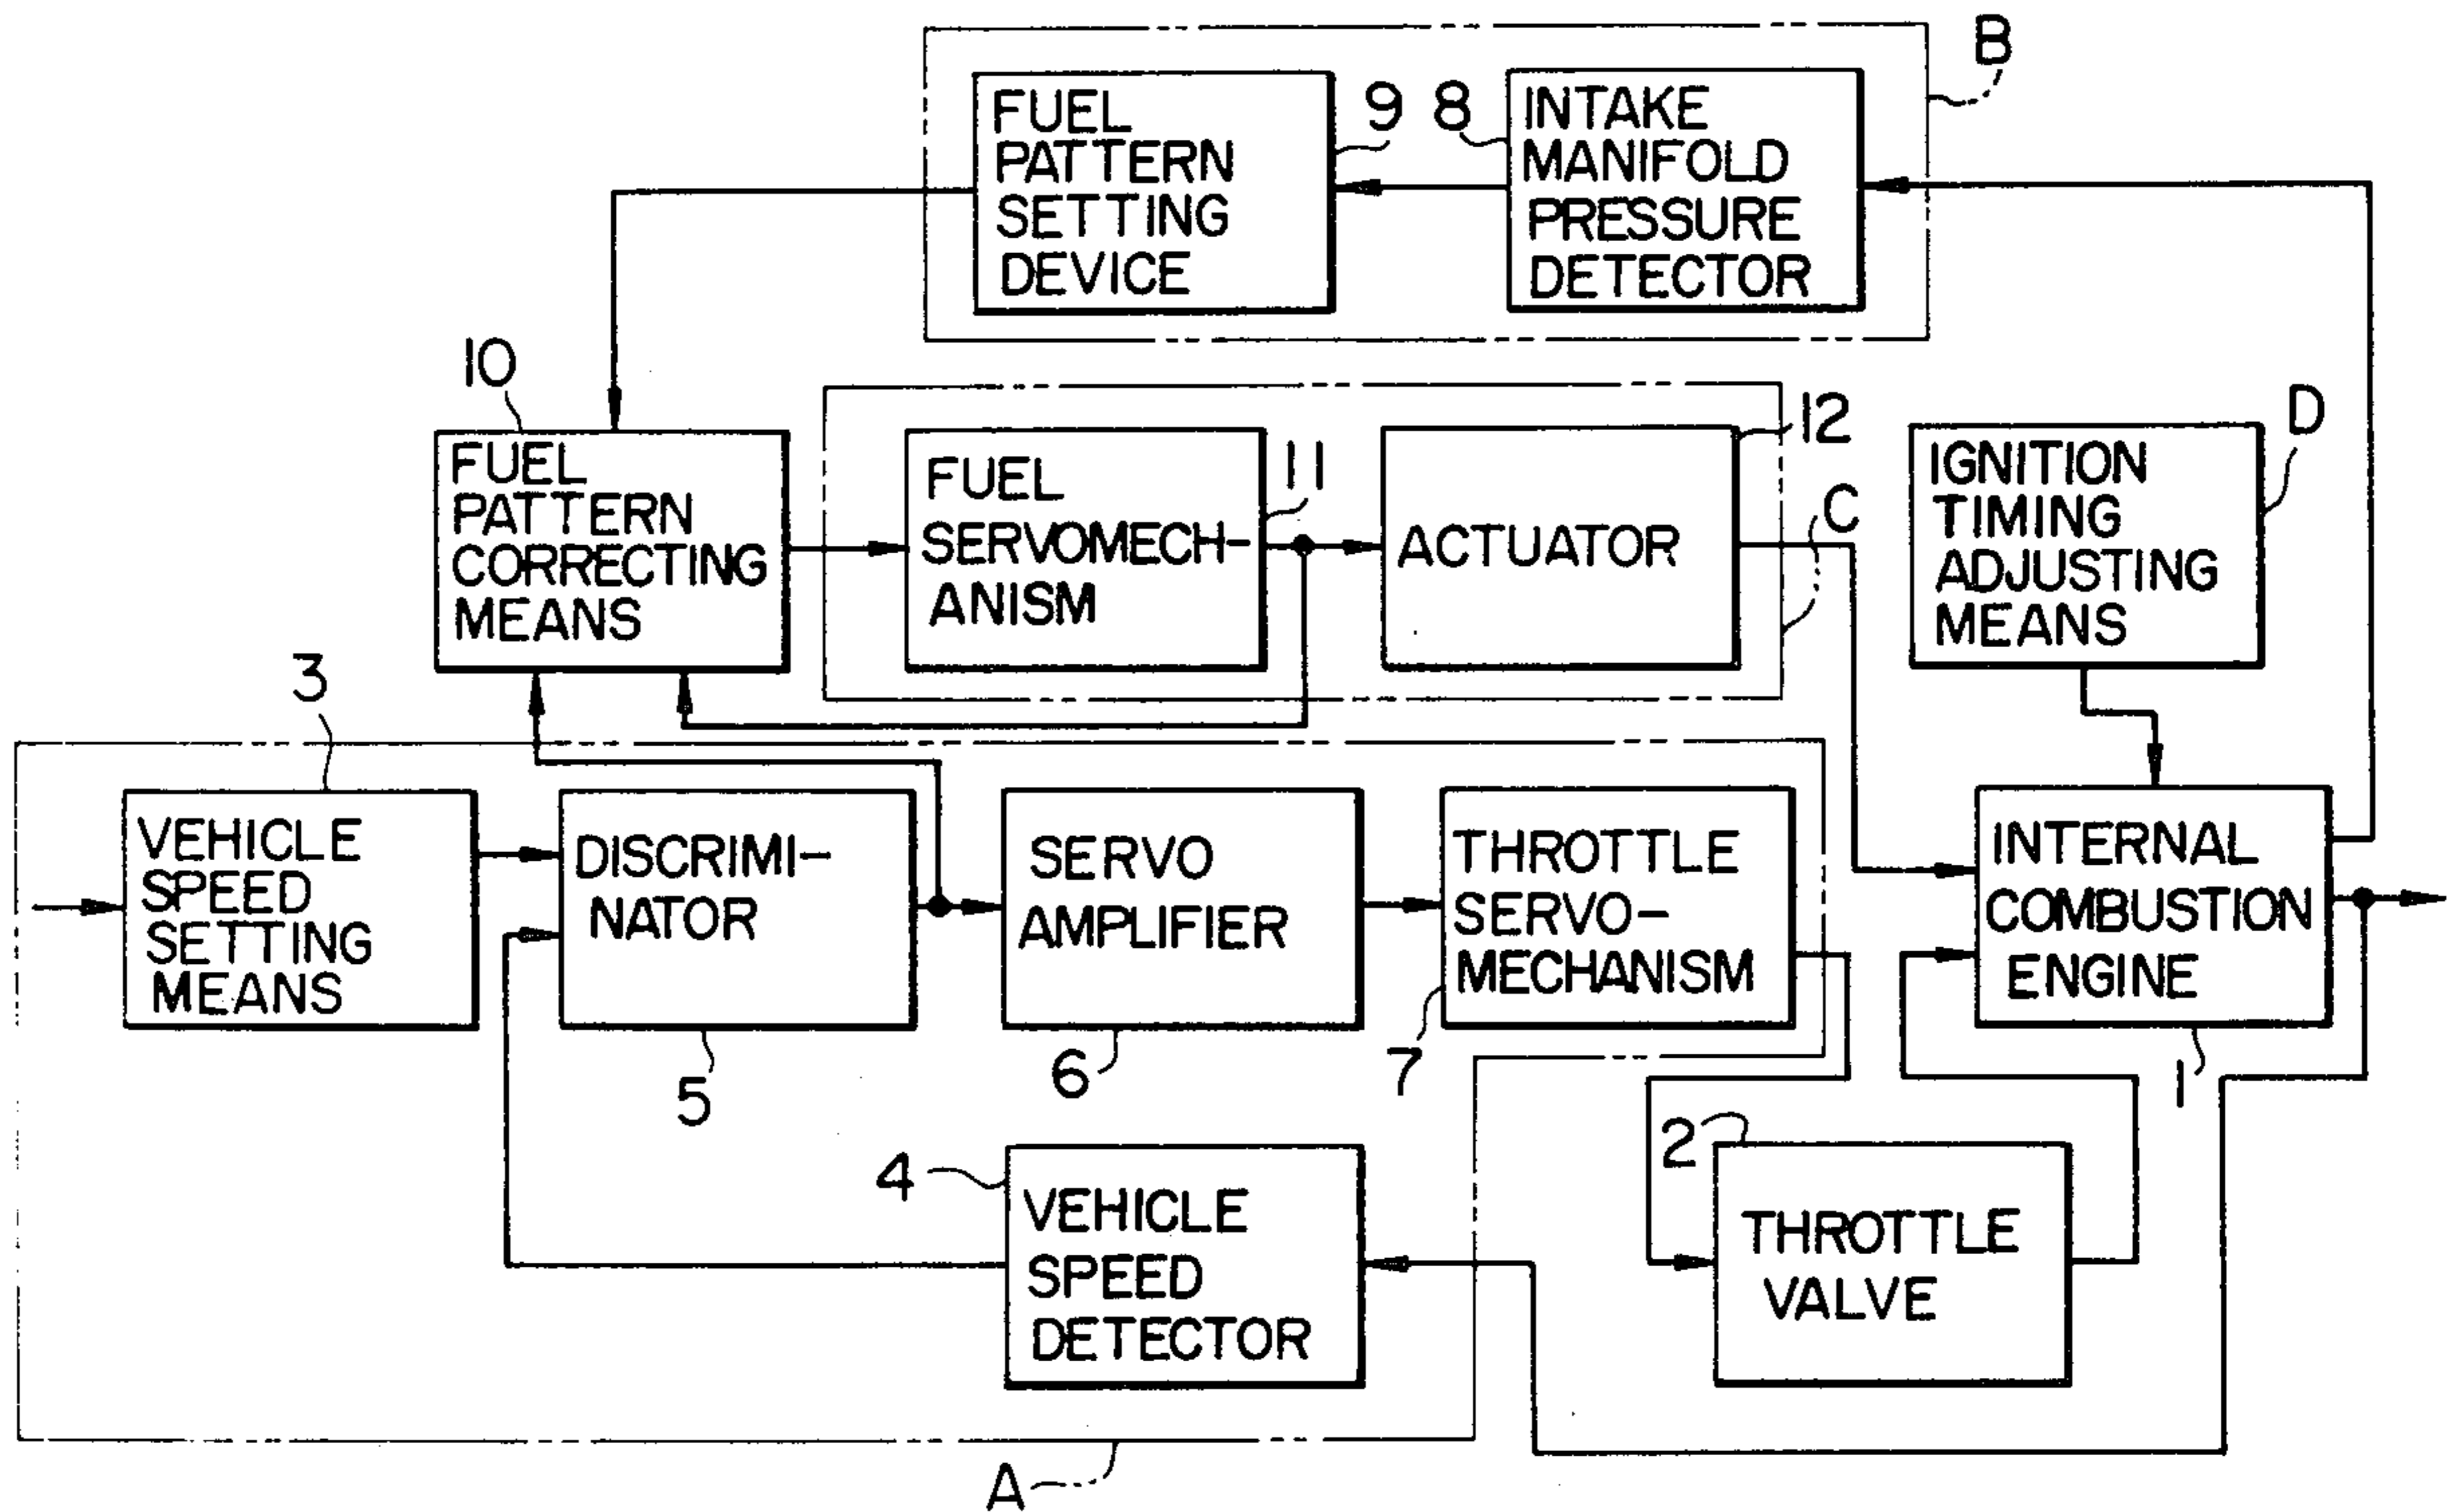 B
FUEL
PATTERN
SETTING
DEVICE
9
8
INTAKE
MANIFOLD
PRESSURE
DETECTOR
10
FUEL
PATTERN
CORRECTING
MEANS
FUEL
SERVOMECH-
ANISM
11
ACTUATOR
12
C
IGNITION
TIMING
ADJUSTING
MEANS
D
3
VEHICLE
SPEED
SETTING
MEANS
DISCRIMI-
NATOR
5
SERVO
AMPLIFIER
6
THROTTLE
SERVO-
MECHANISM
7
INTERNAL
COMBUSTION
ENGINE
1
4
VEHICLE
SPEED
DETECTOR
2
THROTTLE
VALVE
A